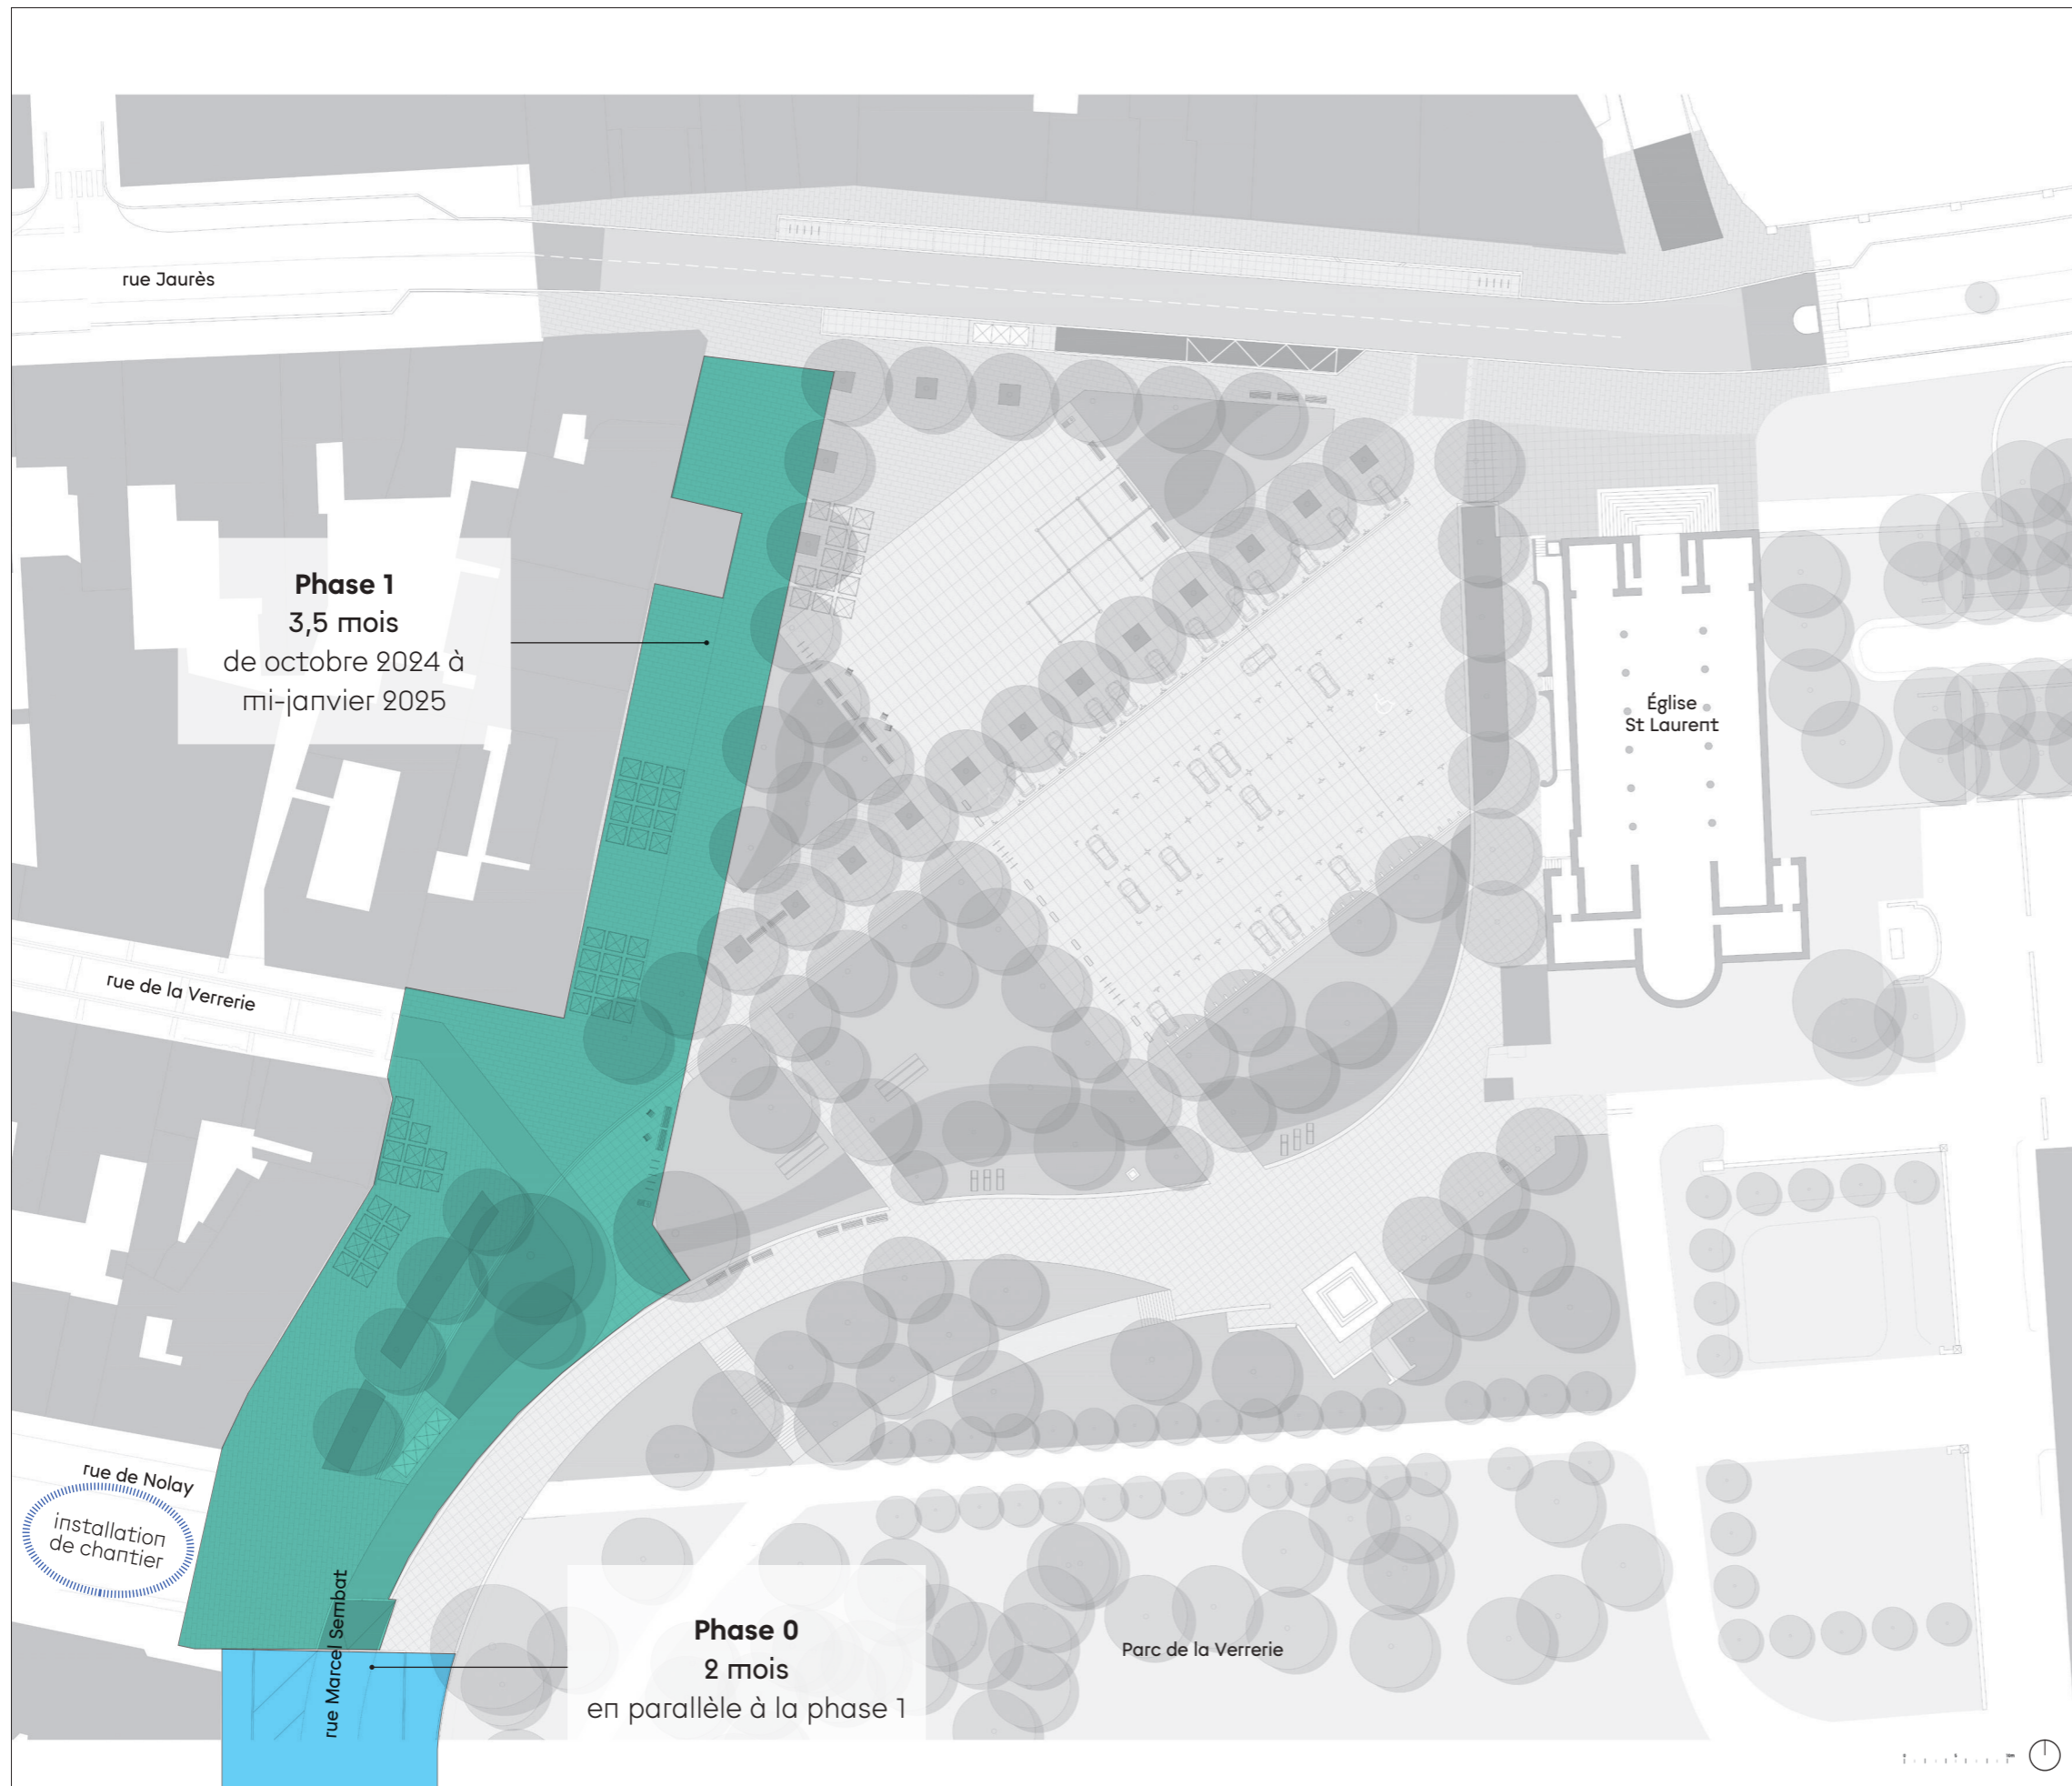 rue Jaurès
Phase 1
3,5 mois
de octobre 2024 à
mi-janvier 2025
Église
St Laurent
rue de la Verrerie
rue de Nolay
installation
de chantier
rue Marcel Sembat
Phase 0
2 mois
en parallèle à la phase 1
Parc de la Verrerie